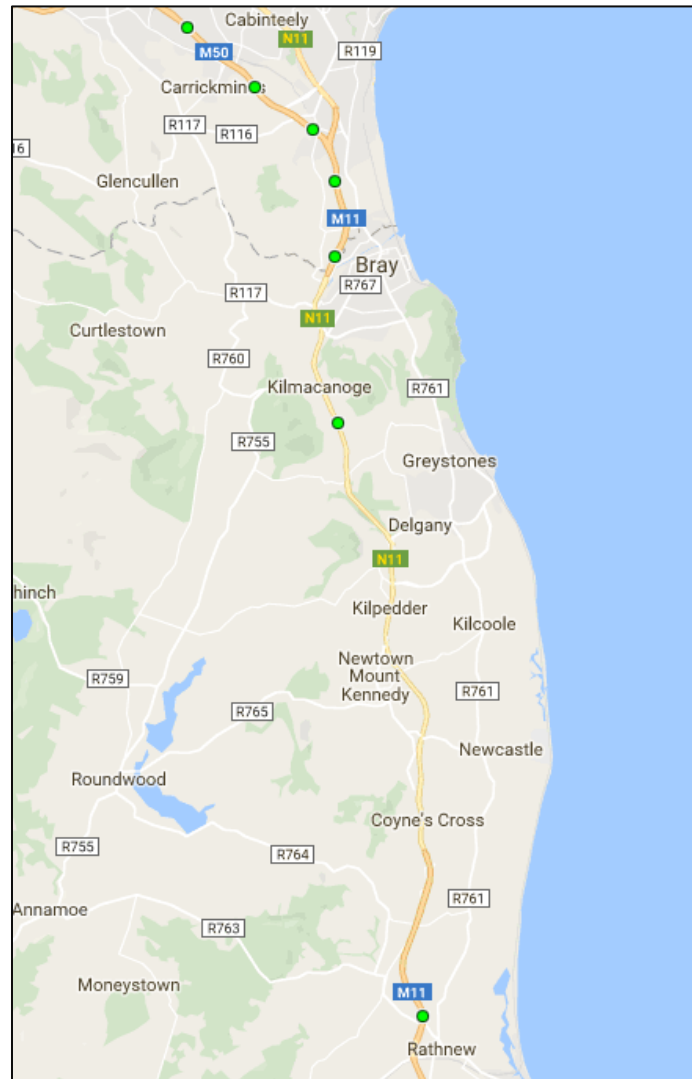 Cabinteely
N11
R119
M50
Carrickmines
R117
R116
16
Glencullen
M11
Bray
R117
R767
N11
Curtlestown
R760
Kilmacanoge
R761
R755
Greystones
Delgany
N11
hinch
Kilpedder
Kilcoole
Newtown
Mount
Kennedy
R759
R761
R765
Newcastle
Roundwood
Coyne's Cross
R755
R764
R761
Annamoe
R763
Moneystown
M11
Rathnew